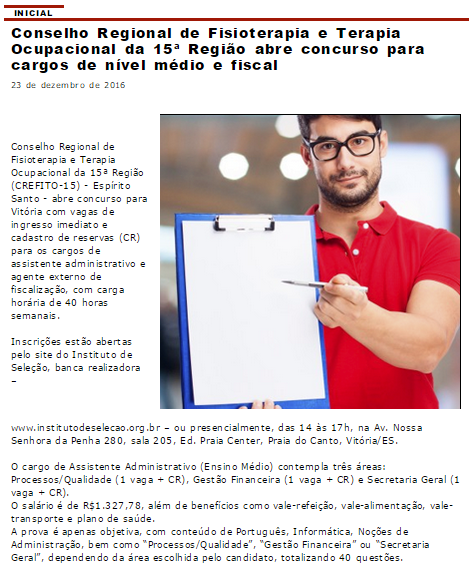 INICIAL
Conselho Regional de Fisioterapia e Terapia
Ocupacional da 15ª Região abre concurso para
cargos de nível médio e fiscal
23 de dezembro de 2016
Conselho Regional de
Fisioterapia e Terapia
Ocupacional da 15ª Região
(CREFITO-15) - Espírito
Santo - abre concurso para
Vitória com vagas de
ingresso imediato e
cadastro de reservas (CR)
para os cargos de
assistente administrativo e
agente externo de
fiscalização, com carga
horária de 40 horas
semanais.
Inscrições estão abertas
pelo site do Instituto de
Seleção, banca realizadora
–
www.institutodeselecao.org.br – ou presencialmente, das 14 às 17h, na Av. Nossa
Senhora da Penha 280, sala 205, Ed. Praia Center, Praia do Canto, Vitória/ES.
O cargo de Assistente Administrativo (Ensino Médio) contempla três áreas:
Processos/Qualidade (1 vaga + CR), Gestão Financeira (1 vaga + CR) e Secretaria Geral (1
vaga + CR).
O salário é de R$1.327,78, além de benefícios como vale-refeição, vale-alimentação, vale-
transporte e plano de saúde.
A prova é apenas objetiva, com conteúdo de Português, Informática, Noções de
Administração, bem como “Processos/Qualidade”, “Gestão Financeira” ou “Secretaria
Geral”, dependendo da área escolhida pelo candidato, totalizando 40 questões.